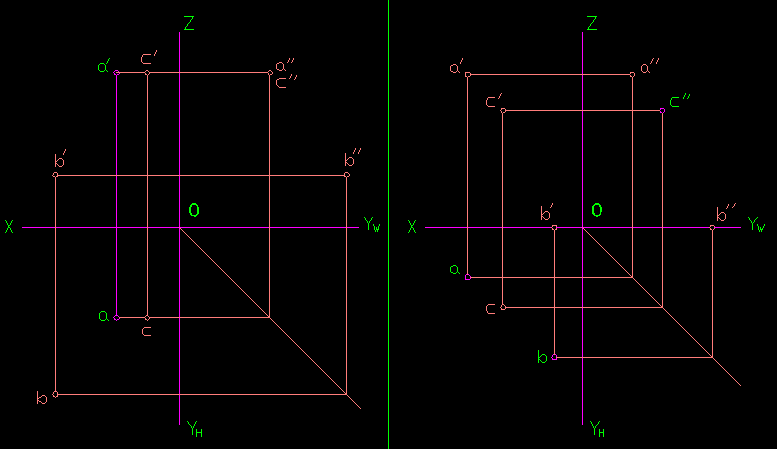 Z
a' c' a''
c''
b' b''
O
X Y_W
a c
b
Y_H
Z
a' a''
c' c''
b' O b''
X Y_W
a
c
b
Y_H